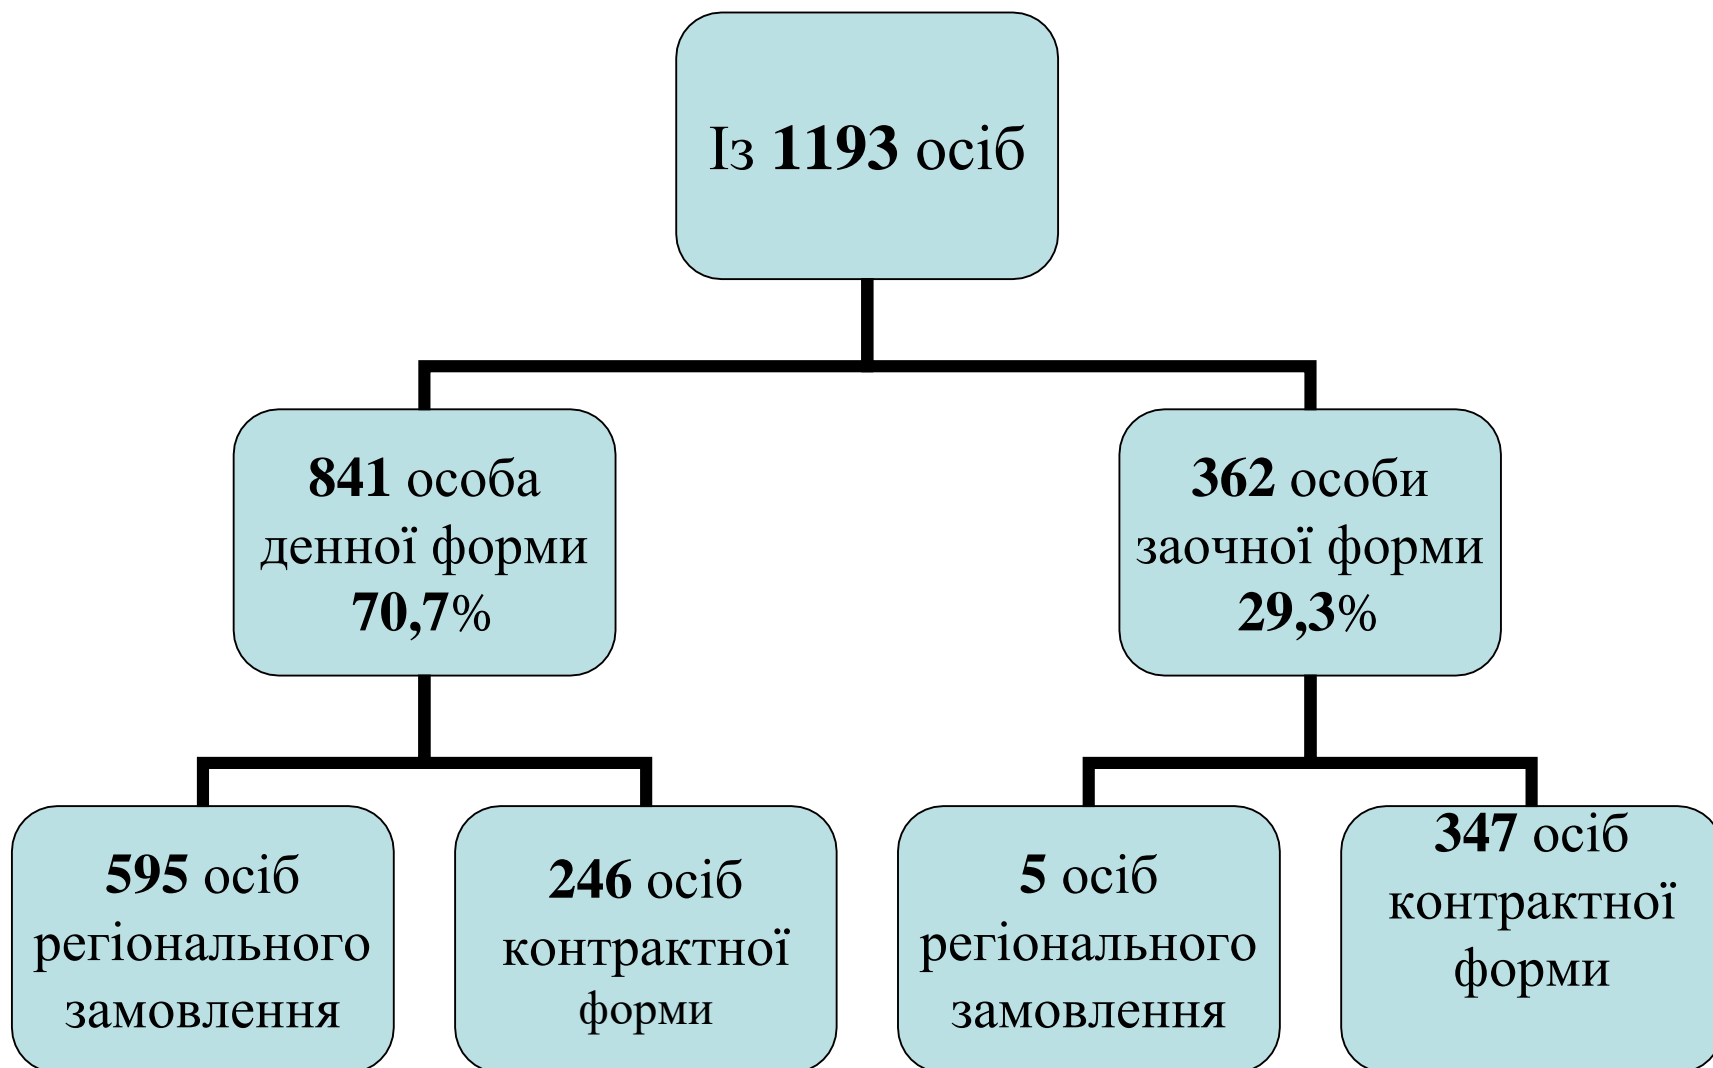 Із 1193 осіб
841 особа
денної форми
70,7%
362 особи
заочної форми
29,3%
595 осіб
регіонального
замовлення
246 осіб
контрактної
форми
5 осіб
регіонального
замовлення
347 осіб
контрактної
форми